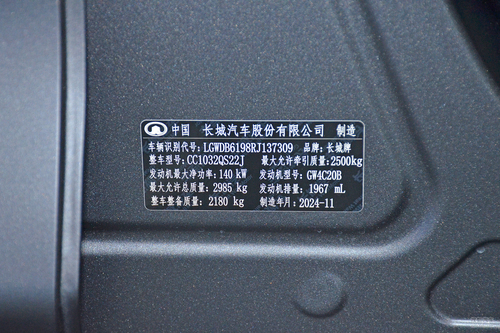 中国 长城汽车股份有限公司 制造
车辆识别代号: LGWDB6198RJ137309 品牌: 长城牌
整车型号: CC1032QS22J 最大允许牵引质量: 2500kg
发动机最大净功率: 140 kW 发动机型号: GW4C20B
最大允许总质量: 2985 kg 发动机排量: 1967 mL
整车整备质量: 2180 kg 制造年月: 2024-11